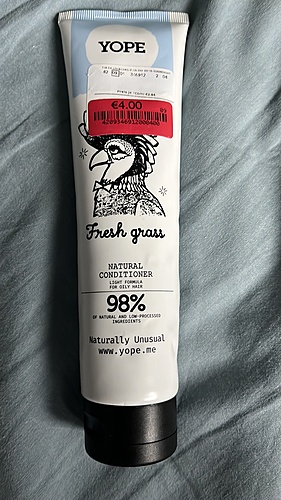 YOPE
€4.00
Fresh grass
NATURAL
CONDITIONER
LIGHT FORMULA
FOR OILY HAIR
98%
OF NATURAL AND LOW-PROCESSED
INGREDIENTS
Naturally Unusual
www.yope.me